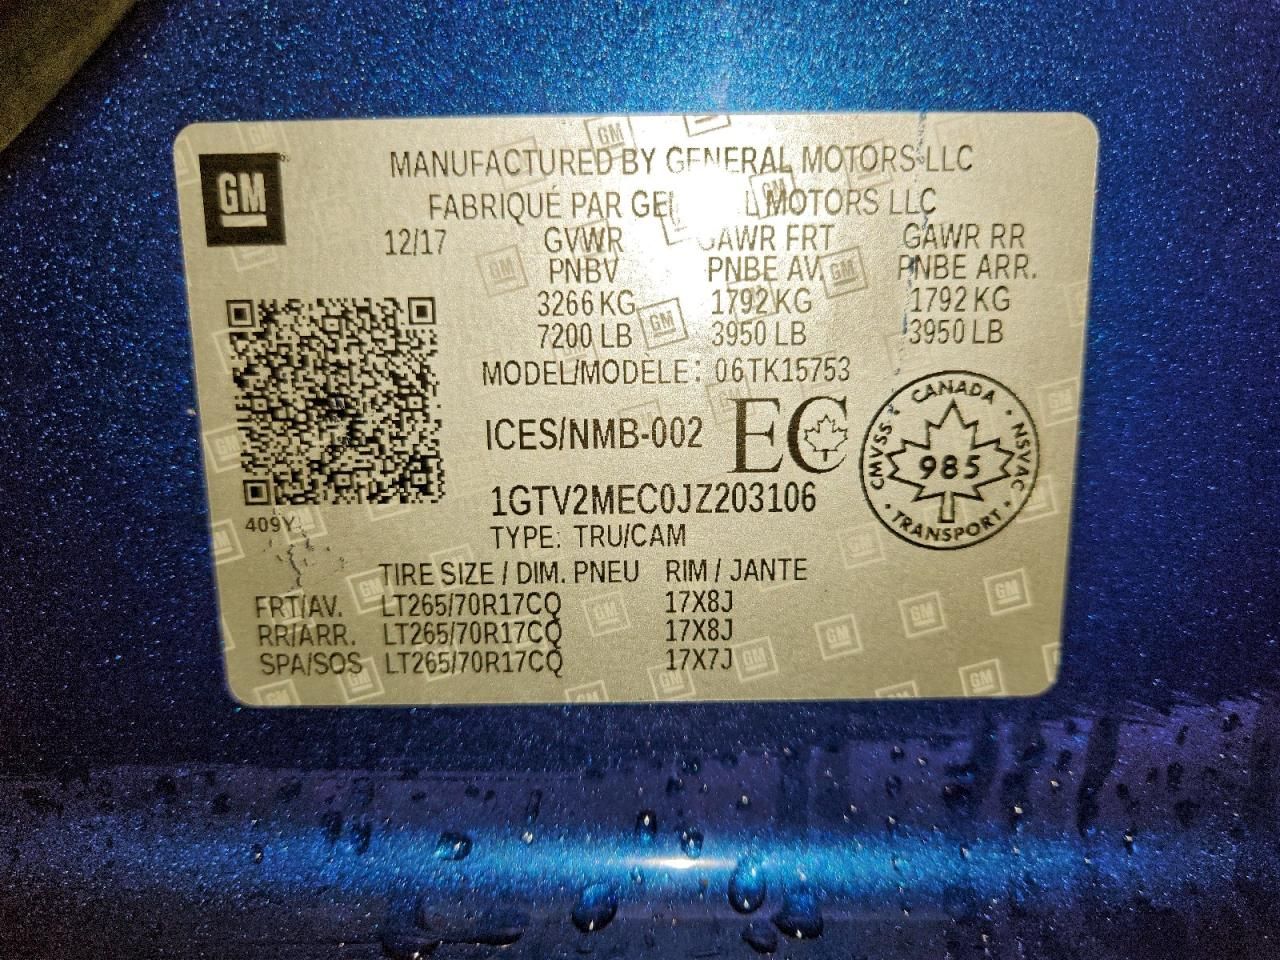 GM
MANUFACTURED BY GENERAL MOTORS LLC
FABRIQUÉ PAR GENERAL MOTORS LLC
12/17 GVWR GAWR FRT GAWR RR
PNBV PNBE AV. PNBE ARR.
3266 KG 1792 KG 1792 KG
7200 LB 3950 LB 3950 LB
MODEL/MODÈLE: 06TK15753
ICES/NMB-002 EC
CANADA
CMVSS 985 NSVAC
TRANSPORT
1GTV2MEC0JZ203106
409Y
TYPE: TRU/CAM
TIRE SIZE / DIM. PNEU RIM / JANTE
FRT/AV. LT265/70R17CQ 17X8J
RR/ARR. LT265/70R17CQ 17X8J
SPA/SOS LT265/70R17CQ 17X7J